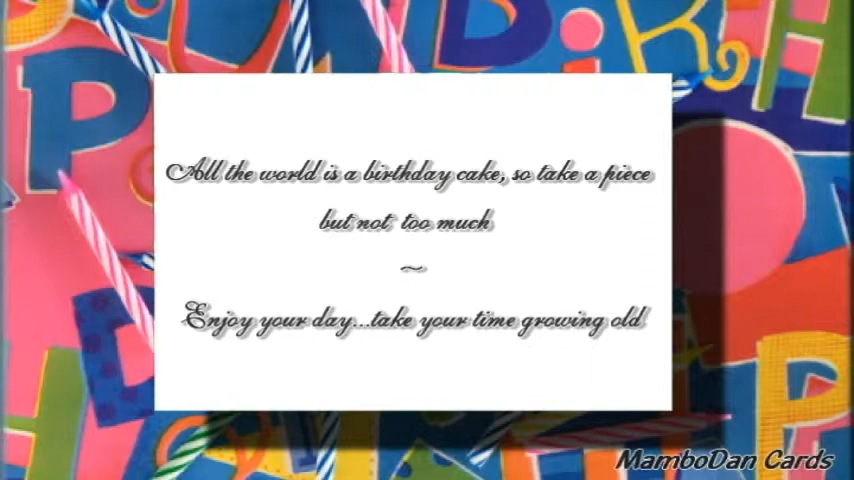 All the world is a birthday cake, so take a piece
but not too much
~
Enjoy your day...take your time growing old
MamboDan Cards